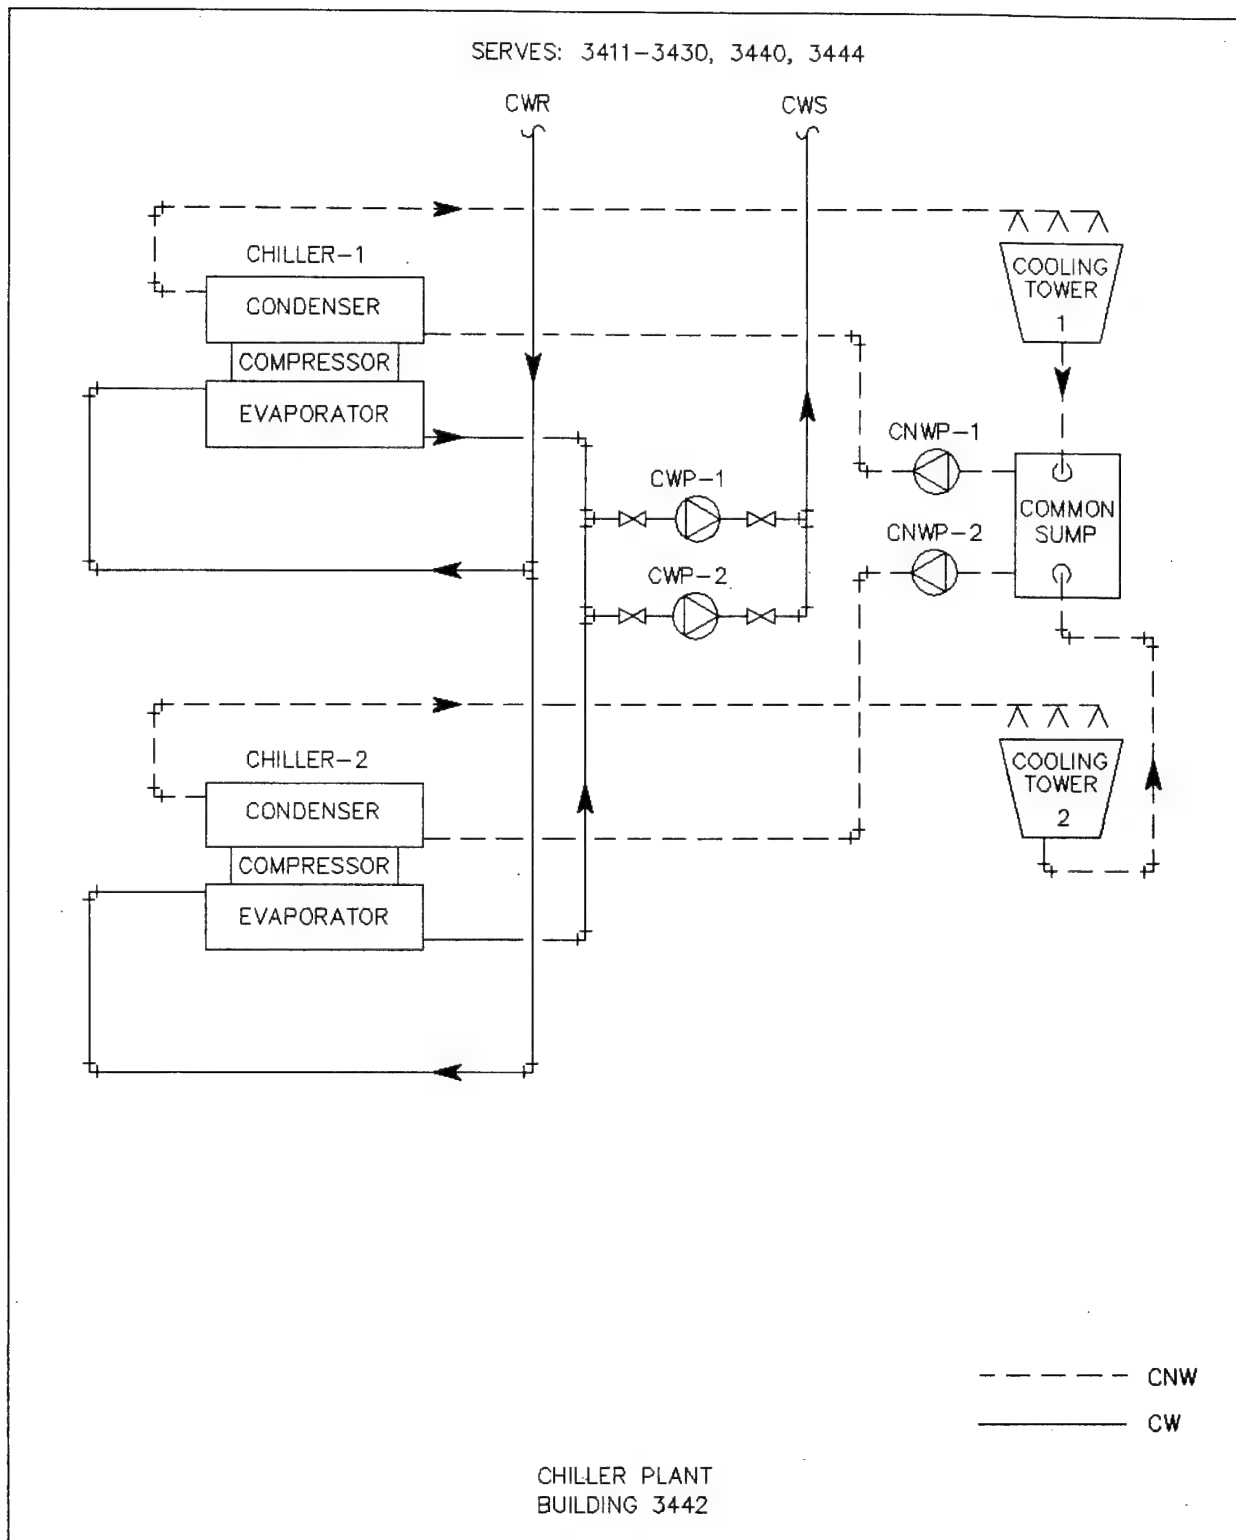 SERVES: 3411-3430, 3440, 3444
CWR
CWS
CHILLER-1
CONDENSER
COMPRESSOR
EVAPORATOR
COOLING
TOWER
1
CWP-1
CWP-2
CNWP-1
CNWP-2
COMMON
SUMP
CHILLER-2
CONDENSER
COMPRESSOR
EVAPORATOR
COOLING
TOWER
2
CNW
CW
CHILLER PLANT
BUILDING 3442